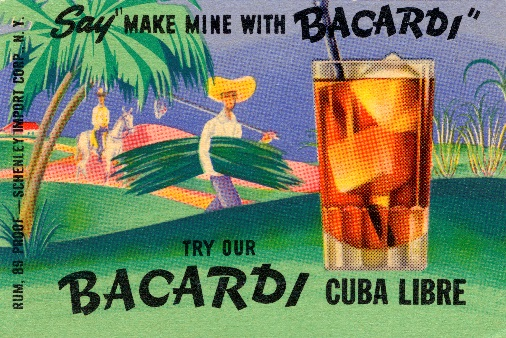 Say "MAKE MINE WITH BACARDI"
RUM. 89 PROOF - SCHENLEY IMPORT CORP., N. Y.
TRY OUR
BACARDI CUBA LIBRE